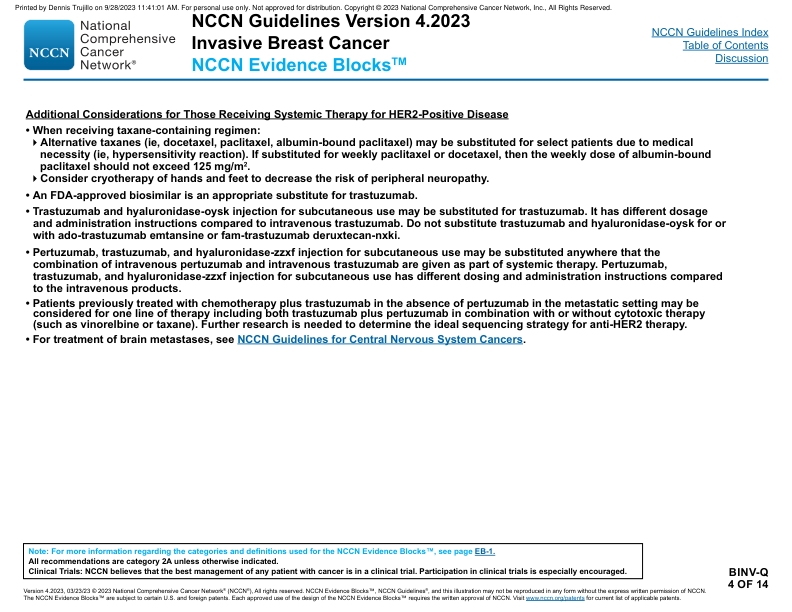 Printed by Dennis Trujillo on 9/28/2023 11:41:01 AM. For personal use only. Not approved for distribution. Copyright © 2023 National Comprehensive Cancer Network, Inc., All Rights Reserved.
NCCN
National
Comprehensive
Cancer
Network®
NCCN Guidelines Version 4.2023
Invasive Breast Cancer
NCCN Evidence Blocks™
NCCN Guidelines Index
Table of Contents
Discussion
Additional Considerations for Those Receiving Systemic Therapy for HER2-Positive Disease
• When receiving taxane-containing regimen:
▸ Alternative taxanes (ie, docetaxel, paclitaxel, albumin-bound paclitaxel) may be substituted for select patients due to medical
necessity (ie, hypersensitivity reaction). If substituted for weekly paclitaxel or docetaxel, then the weekly dose of albumin-bound
paclitaxel should not exceed 125 mg/m².
▸ Consider cryotherapy of hands and feet to decrease the risk of peripheral neuropathy.
• An FDA-approved biosimilar is an appropriate substitute for trastuzumab.
• Trastuzumab and hyaluronidase-oysk injection for subcutaneous use may be substituted for trastuzumab. It has different dosage
and administration instructions compared to intravenous trastuzumab. Do not substitute trastuzumab and hyaluronidase-oysk for or
with ado-trastuzumab emtansine or fam-trastuzumab deruxtecan-nxki.
• Pertuzumab, trastuzumab, and hyaluronidase-zzxf injection for subcutaneous use may be substituted anywhere that the
combination of intravenous pertuzumab and intravenous trastuzumab are given as part of systemic therapy. Pertuzumab,
trastuzumab, and hyaluronidase-zzxf injection for subcutaneous use has different dosing and administration instructions compared
to the intravenous products.
• Patients previously treated with chemotherapy plus trastuzumab in the absence of pertuzumab in the metastatic setting may be
considered for one line of therapy including both trastuzumab plus pertuzumab in combination with or without cytotoxic therapy
(such as vinorelbine or taxane). Further research is needed to determine the ideal sequencing strategy for anti-HER2 therapy.
• For treatment of brain metastases, see NCCN Guidelines for Central Nervous System Cancers.
Note: For more information regarding the categories and definitions used for the NCCN Evidence Blocks™, see page EB-1.
All recommendations are category 2A unless otherwise indicated.
Clinical Trials: NCCN believes that the best management of any patient with cancer is in a clinical trial. Participation in clinical trials is especially encouraged.
BINV-Q
4 OF 14
Version 4.2023, 03/23/23 © 2023 National Comprehensive Cancer Network® (NCCN®), All rights reserved. NCCN Evidence Blocks™, NCCN Guidelines®, and this illustration may not be reproduced in any form without the express written permission of NCCN.
The NCCN Evidence Blocks™ are subject to certain U.S. and foreign patents. Each approved use of the design of the NCCN Evidence Blocks™ requires the written approval of NCCN. Visit www.nccn.org/patents for current list of applicable patents.